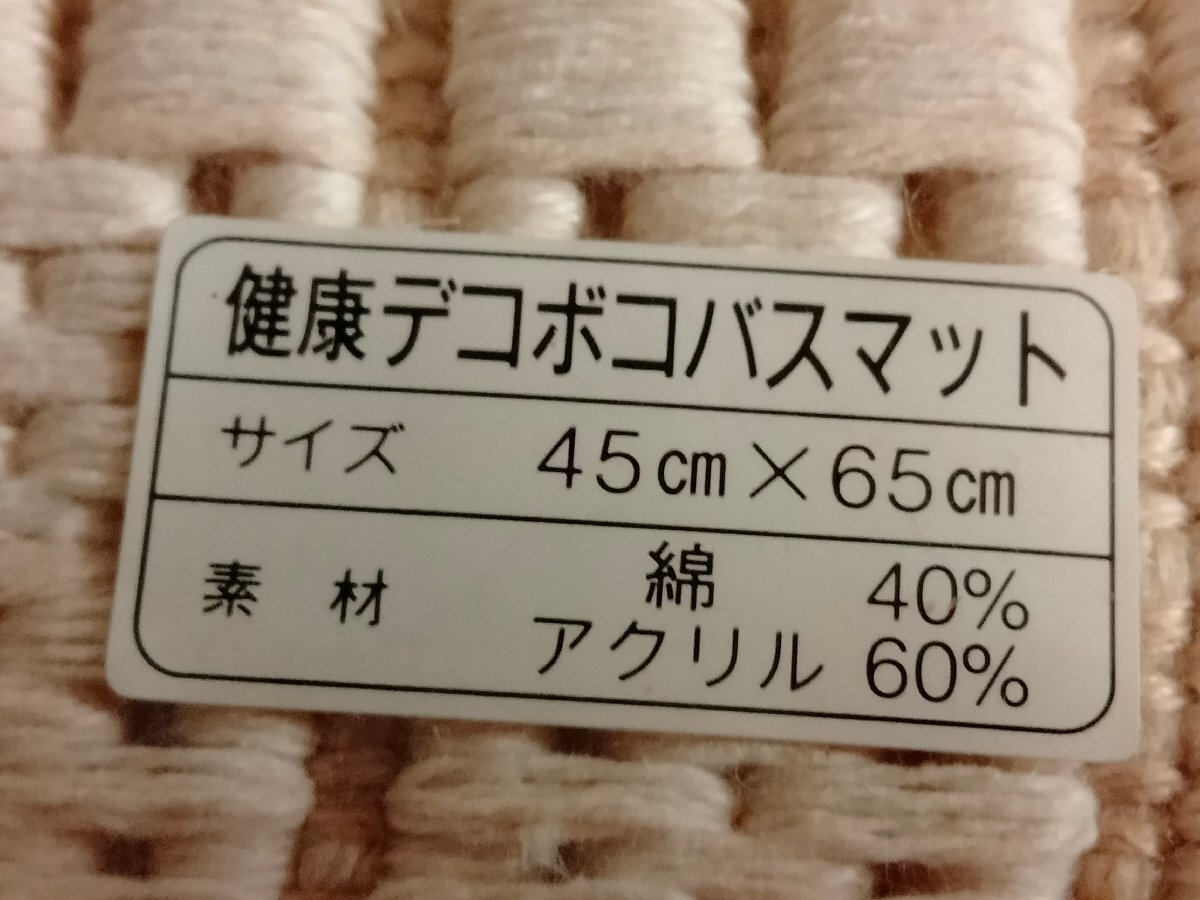 健康デコボコバスマット
サイズ 45cm×65cm
素材 綿 40%
アクリル 60%